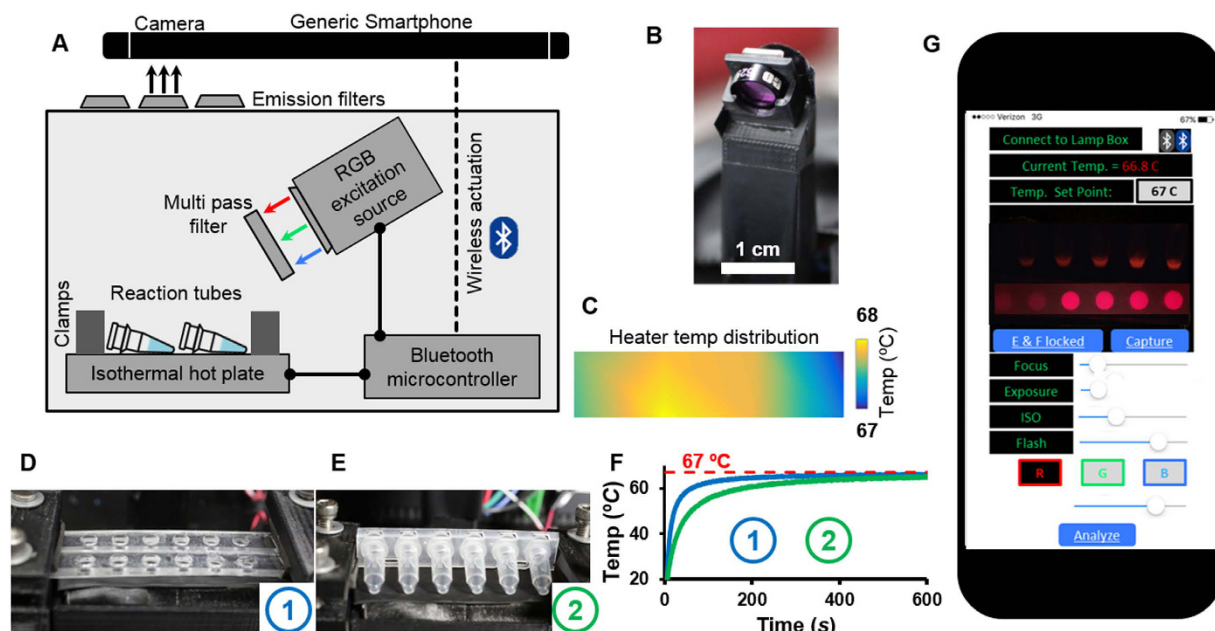 A
Camera
Generic Smartphone
Emission filters
RGB
excitation
source
Multi pass
filter
Wireless actuation
Clamps
Reaction tubes
Isothermal hot plate
Bluetooth
microcontroller
B
1 cm
C
Heater temp distribution
68
Temp (ºC)
67
D
1
E
2
F
67 ºC
Temp (ºC)
60
40
20
1
2
0
200
400
600
Time (s)
G
Verizon 3G
67%
Connect to Lamp Box
Current Temp. = 66.8 C
Temp. Set Point:
67 C
E & F locked
Capture
Focus
Exposure
ISO
Flash
R
G
B
Analyze